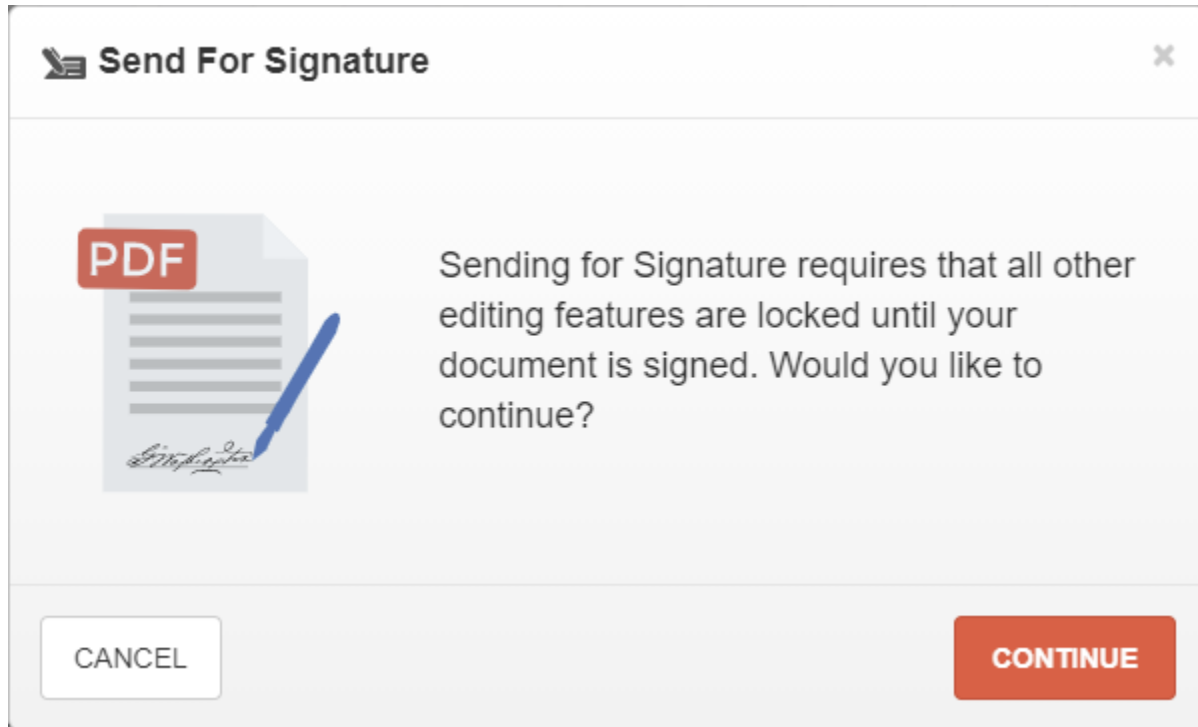 Send For Signature
PDF
Sending for Signature requires that all other
editing features are locked until your
document is signed. Would you like to
continue?
CANCEL
CONTINUE